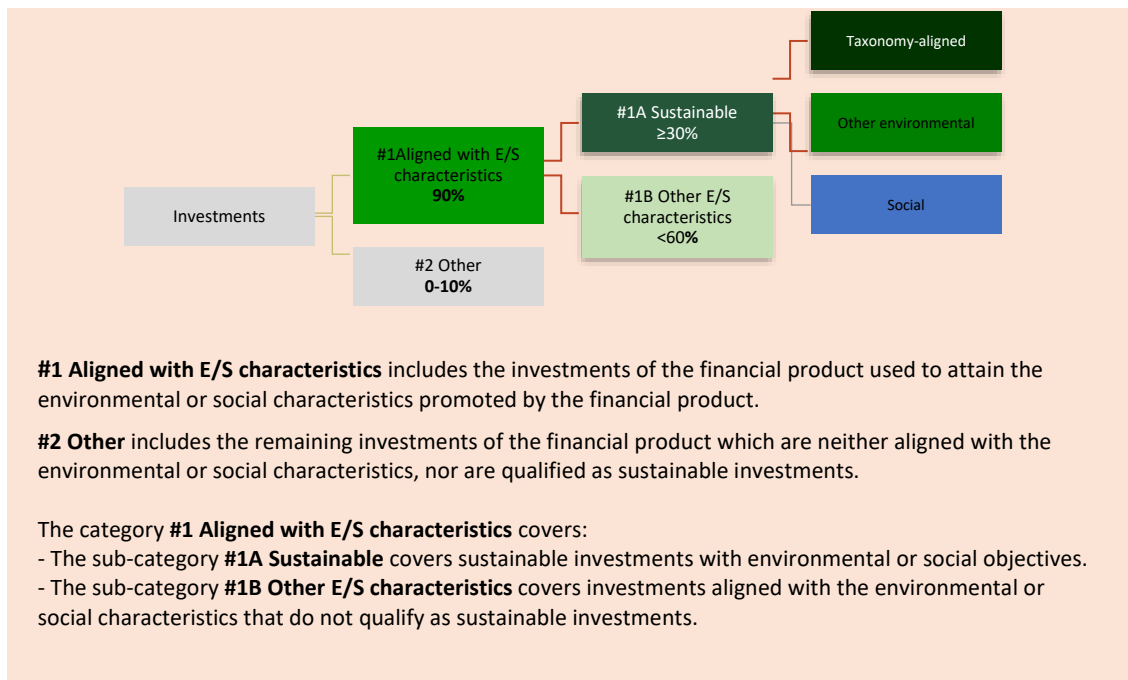 Taxonomy-aligned
#1A Sustainable
≥30%
Other environmental
#1Aligned with E/S
characteristics
90%
#1B Other E/S
characteristics
<60%
Social
Investments
#2 Other
0-10%
#1 Aligned with E/S characteristics includes the investments of the financial product used to attain the
environmental or social characteristics promoted by the financial product.
#2 Other includes the remaining investments of the financial product which are neither aligned with the
environmental or social characteristics, nor are qualified as sustainable investments.
The category #1 Aligned with E/S characteristics covers:
- The sub-category #1A Sustainable covers sustainable investments with environmental or social objectives.
- The sub-category #1B Other E/S characteristics covers investments aligned with the environmental or
social characteristics that do not qualify as sustainable investments.